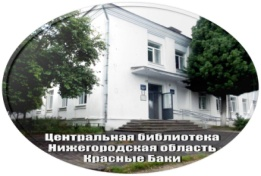 Центральная библиотека
Нижегородская область
Красные Баки